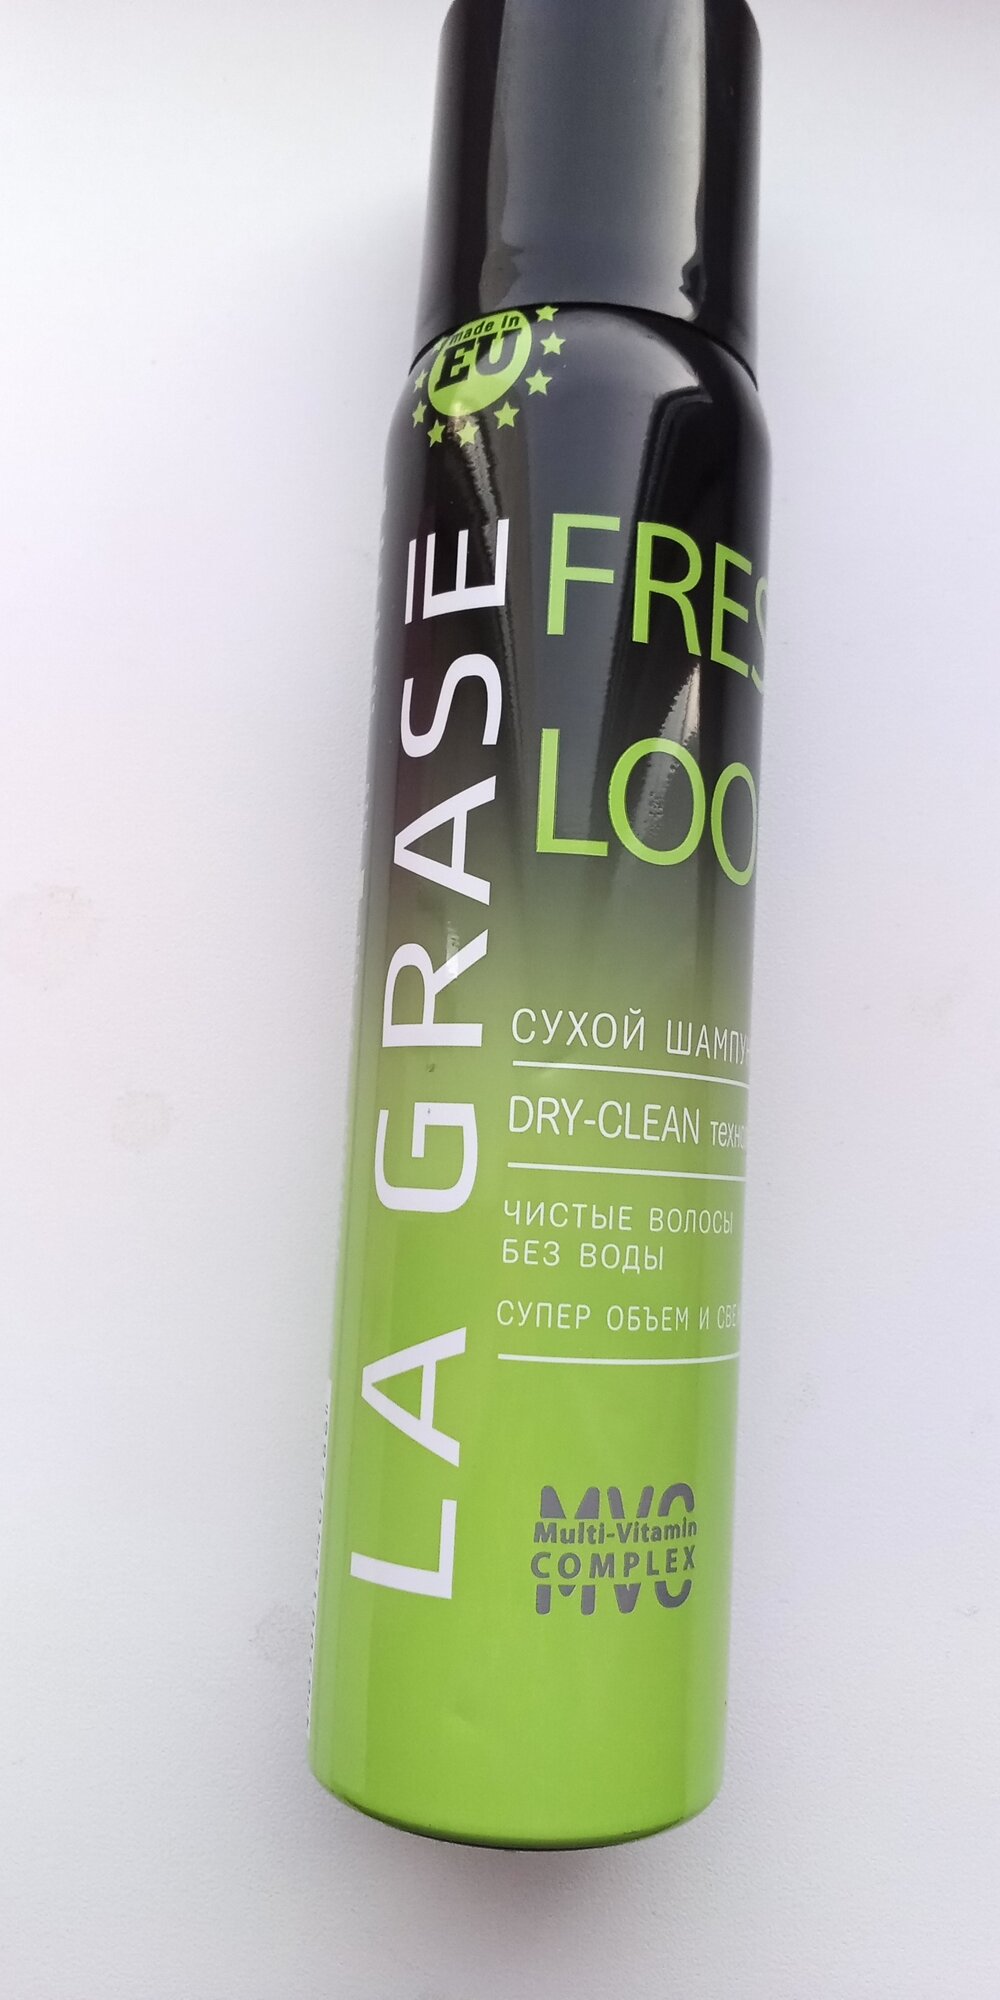 made in
EU
LA GRASĒ
FRES
LOO
СУХОЙ ШАМПУ
DRY-CLEAN техно
ЧИСТЫЕ ВОЛОСЫ
БЕЗ ВОДЫ
СУПЕР ОБЪЕМ И СВЕ
MVC
Multi-Vitamin
COMPLEX